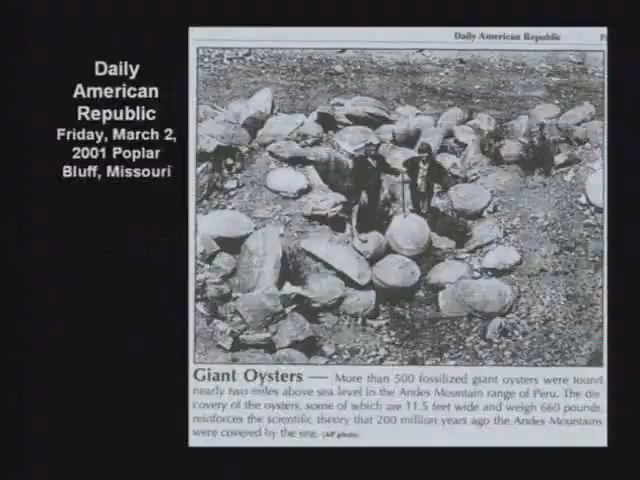 Daily
American
Republic
Friday, March 2,
2001 Poplar
Bluff, Missouri
Daily American Republic
Giant Oysters — More than 500 fossilized giant oysters were found
nearly two miles above sea level in the Andes Mountain range of Peru. The dis
covery of the oysters, some of which are 11.5 feet wide and weigh 660 pounds,
reinforces the scientific theory that 200 million years ago the Andes Mountains
were covered by the sea. (AP photo)